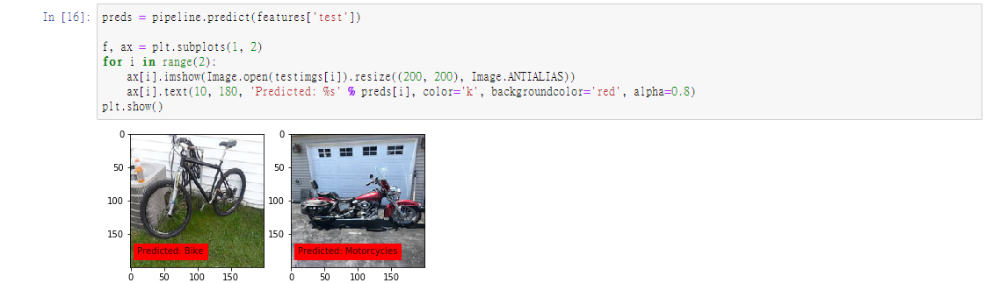 In [16]: preds = pipeline.predict(features['test'])
f, ax = plt.subplots(1, 2)
for i in range(2):
    ax[i].imshow(Image.open(testimgs[i]).resize((200, 200), Image.ANTIALIAS))
    ax[i].text(10, 180, 'Predicted: %s' % preds[i], color='k', backgroundcolor='red', alpha=0.8)
plt.show()
0
50
100
150
Predicted: Bike
0 50 100 150
0
50
100
150
Predicted: Motorcycles
0 50 100 150